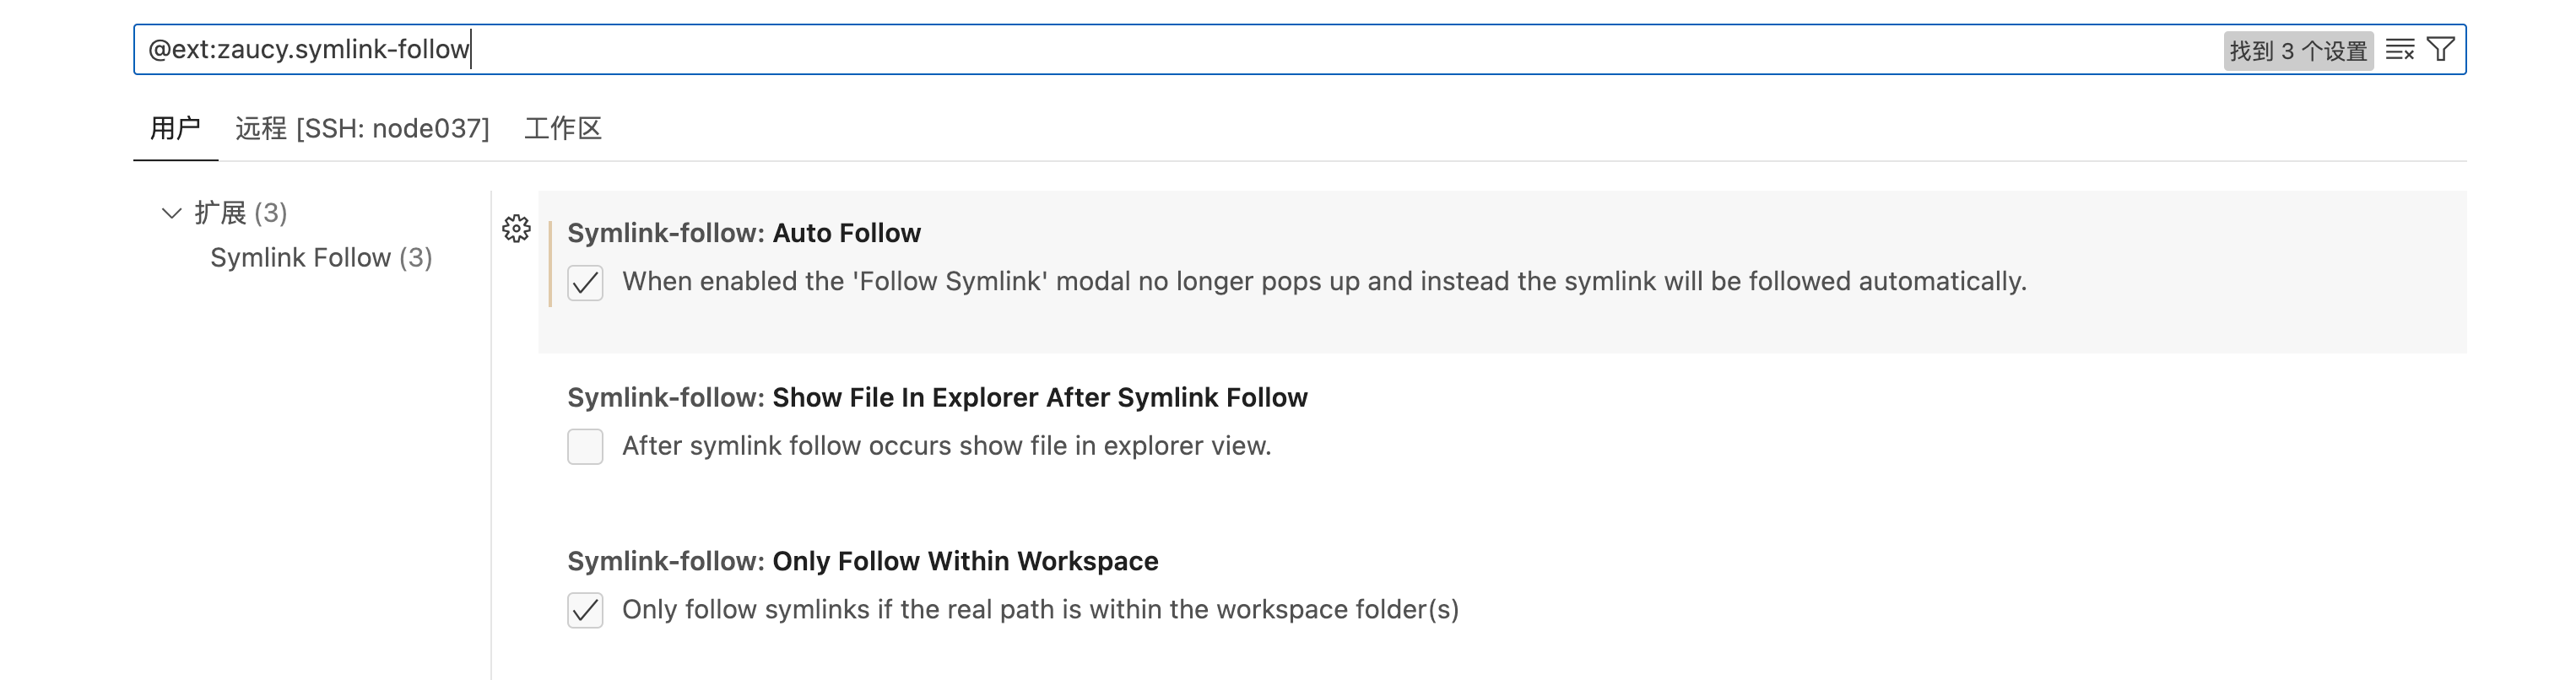 @ext:zaucy.symlink-follow
找到 3 个设置
用户
远程 [SSH: node037]
工作区
扩展 (3)
Symlink Follow (3)
Symlink-follow: Auto Follow
When enabled the 'Follow Symlink' modal no longer pops up and instead the symlink will be followed automatically.
Symlink-follow: Show File In Explorer After Symlink Follow
After symlink follow occurs show file in explorer view.
Symlink-follow: Only Follow Within Workspace
Only follow symlinks if the real path is within the workspace folder(s)